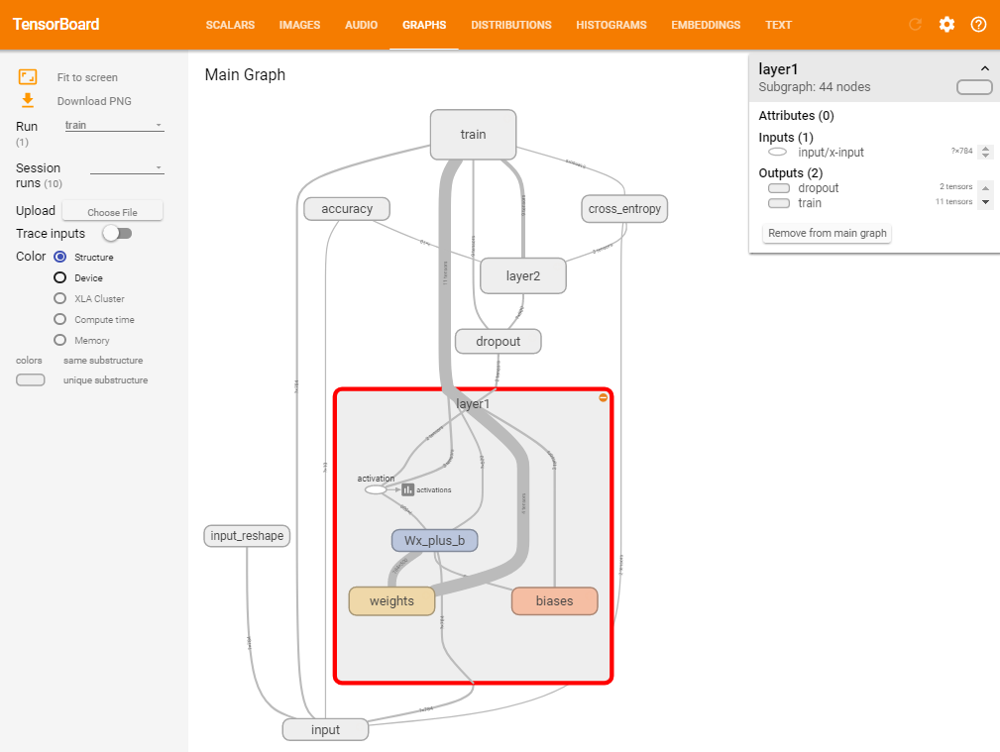 TensorBoard
SCALARS IMAGES AUDIO GRAPHS DISTRIBUTIONS HISTOGRAMS EMBEDDINGS TEXT
Fit to screen
Download PNG
Run
(1)
train
Session
runs (10)
Upload
Choose File
Trace inputs
Color
Structure
Device
XLA Cluster
Compute time
Memory
colors same substructure
unique substructure
Main Graph
train
accuracy
cross_entropy
layer2
dropout
layer1
activation
activations
Wx_plus_b
weights
biases
input_reshape
input
layer1
Subgraph: 44 nodes
Attributes (0)
Inputs (1)
input/x-input ?×784
Outputs (2)
dropout 2 tensors
train 11 tensors
Remove from main graph